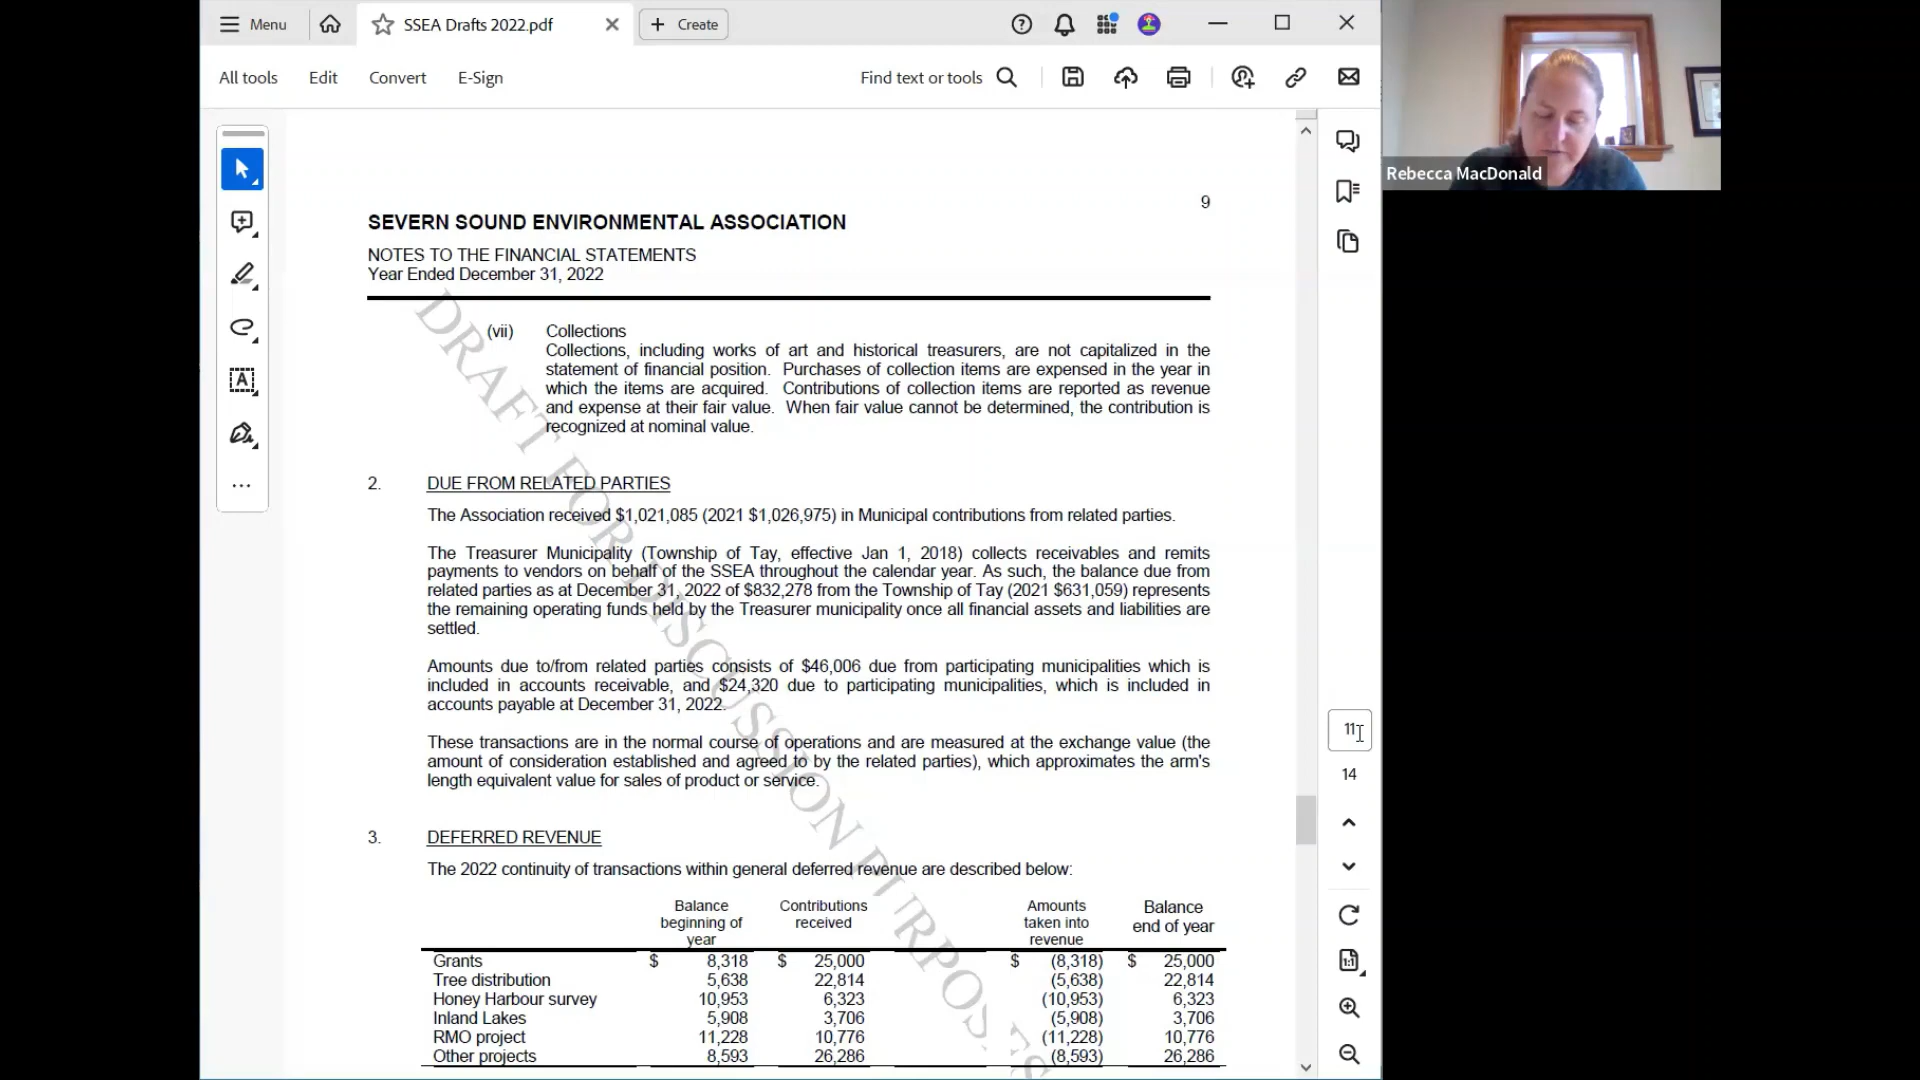 Menu
SSEA Drafts 2022.pdf
Create
All tools
Edit
Convert
E-Sign
Find text or tools
Rebecca MacDonald
9
SEVERN SOUND ENVIRONMENTAL ASSOCIATION
NOTES TO THE FINANCIAL STATEMENTS
Year Ended December 31, 2022
(vii) Collections
Collections, including works of art and historical treasurers, are not capitalized in the
statement of financial position. Purchases of collection items are expensed in the year in
which the items are acquired. Contributions of collection items are reported as revenue
and expense at their fair value. When fair value cannot be determined, the contribution is
recognized at nominal value.
2. DUE FROM RELATED PARTIES
The Association received $1,021,085 (2021 $1,026,975) in Municipal contributions from related parties.
The Treasurer Municipality (Township of Tay, effective Jan 1, 2018) collects receivables and remits
payments to vendors on behalf of the SSEA throughout the calendar year. As such, the balance due from
related parties as at December 31, 2022 of $832,278 from the Township of Tay (2021 $631,059) represents
the remaining operating funds held by the Treasurer municipality once all financial assets and liabilities are
settled.
Amounts due to/from related parties consists of $46,006 due from participating municipalities which is
included in accounts receivable, and $24,320 due to participating municipalities, which is included in
accounts payable at December 31, 2022.
These transactions are in the normal course of operations and are measured at the exchange value (the
amount of consideration established and agreed to by the related parties), which approximates the arm's
length equivalent value for sales of product or service.
3. DEFERRED REVENUE
The 2022 continuity of transactions within general deferred revenue are described below:
Balance Contributions Amounts Balance
beginning of received taken into end of year
year revenue
Grants $ 8,318 $ 25,000 $ (8,318) $ 25,000
Tree distribution 5,638 22,814 (5,638) 22,814
Honey Harbour survey 10,953 6,323 (10,953) 6,323
Inland Lakes 5,908 3,706 (5,908) 3,706
RMO project 11,228 10,776 (11,228) 10,776
Other projects 8,593 26,286 (8,593) 26,286
DRAFT FOR DISCUSSION PURPOSES
11
14